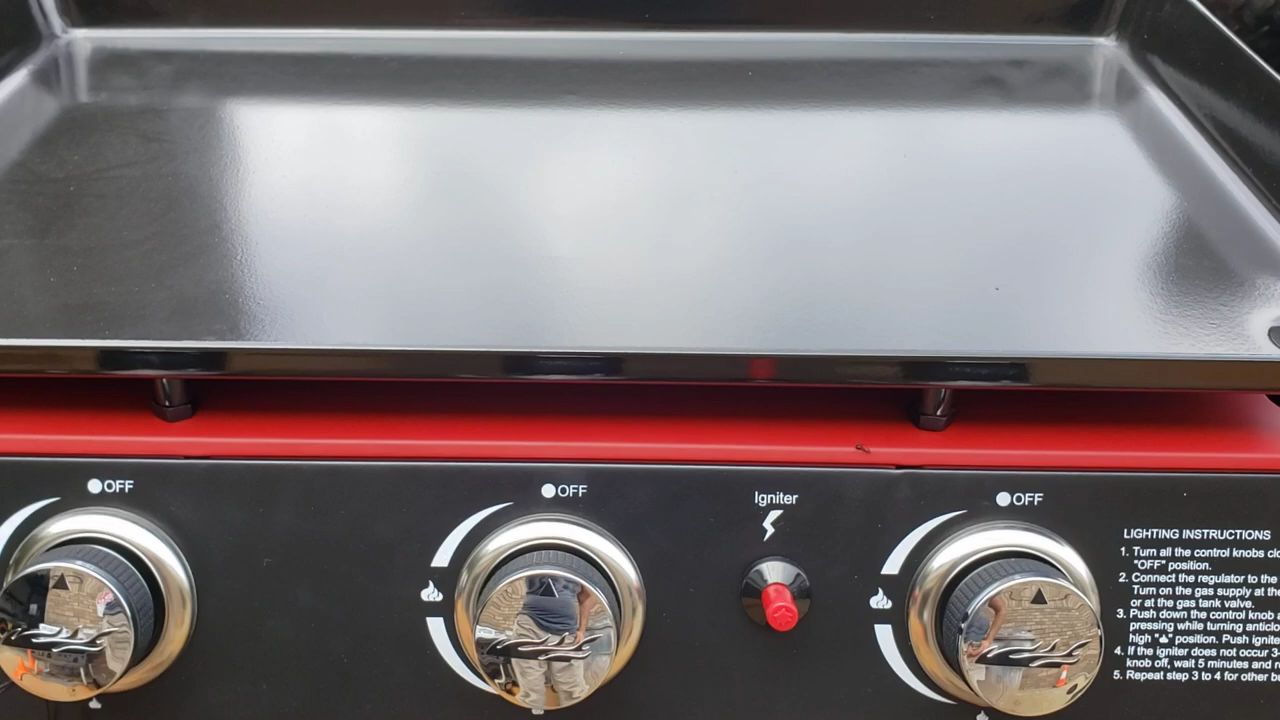 OFF
OFF
Igniter
OFF
LIGHTING INSTRUCTIONS
1. Turn all the control knobs
"OFF" position.
2. Connect the regulator to the
Turn on the gas supply at the
or at the gas tank valve.
3. Push down the control knob
pressing while turning
high " " position. Push
4. If the igniter does not occur 3-
knob off, wait 5 minutes and
5. Repeat step 3 to 4 for other